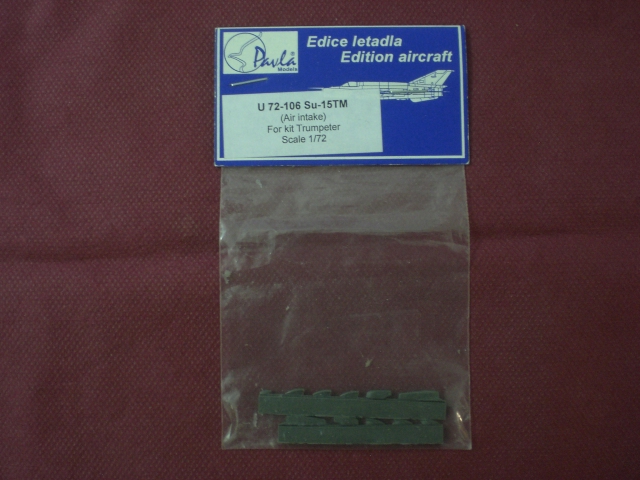 Edice letadla
Edition aircraft
Pavla®
Models
U 72-106 Su-15TM
(Air intake)
For kit Trumpeter
Scale 1/72